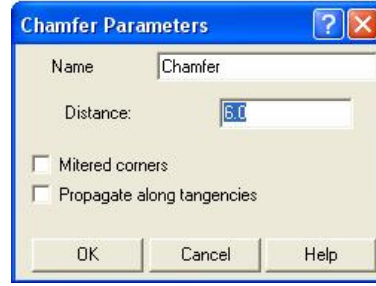 Chamfer Parameters
Name Chamfer
Distance: 6.0
Mitered corners
Propagate along tangencies
OK Cancel Help